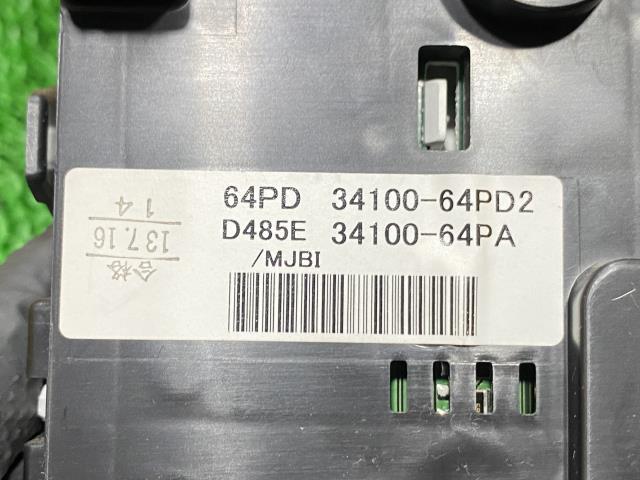 64PD 34100-64PD2
D485E 34100-64PA
/MJBI
合格
13.7.16
14